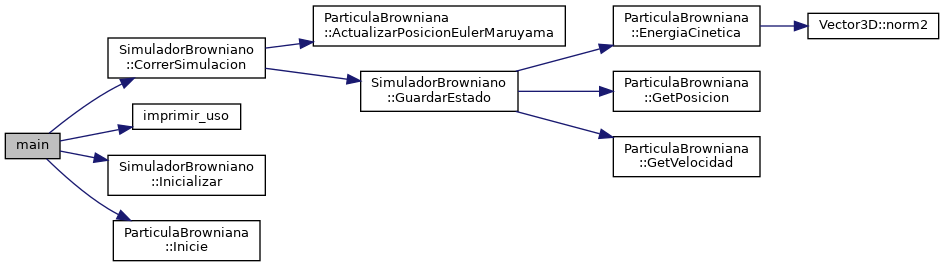 main
SimuladorBrowniano
::CorrerSimulacion
imprimir_uso
SimuladorBrowniano
::Inicializar
ParticulaBrowniana
::Inicie
ParticulaBrowniana
::ActualizarPosicionEulerMaruyama
SimuladorBrowniano
::GuardarEstado
ParticulaBrowniana
::EnergiaCinetica
ParticulaBrowniana
::GetPosicion
ParticulaBrowniana
::GetVelocidad
Vector3D::norm2